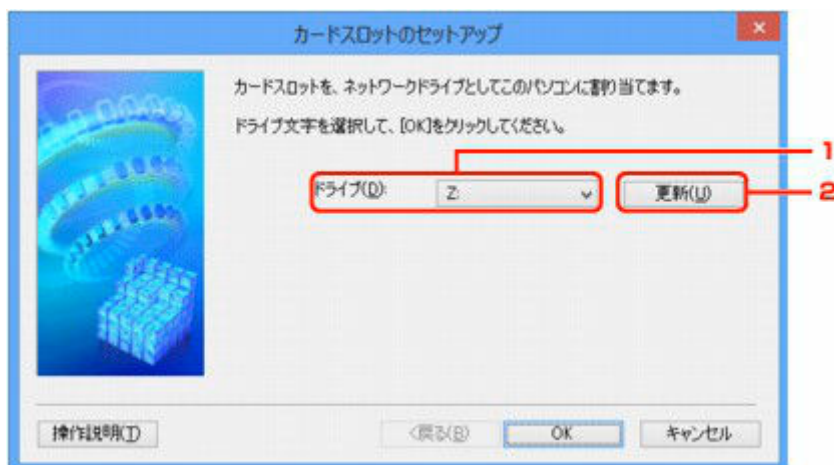 カードスロットのセットアップ
カードスロットを、ネットワークドライブとしてこのパソコンに割り当てます。
ドライブ文字を選択して、[OK]をクリックしてください。
1
ドライブ(D):
Z:
更新(U)
2
操作説明(I)
<戻る(B)
OK
キャンセル